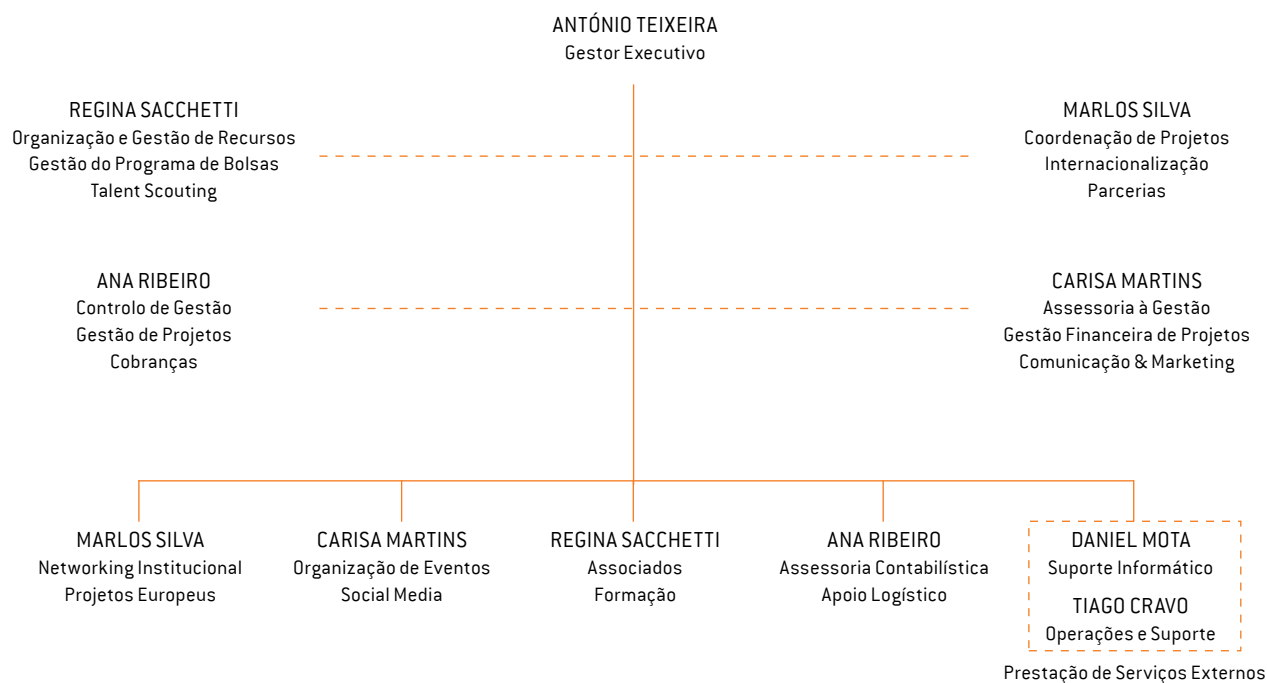 ANTÓNIO TEIXEIRA
Gestor Executivo
REGINA SACCHETTI
Organização e Gestão de Recursos
Gestão do Programa de Bolsas
Talent Scouting
MARLOS SILVA
Coordenação de Projetos
Internacionalização
Parcerias
ANA RIBEIRO
Controlo de Gestão
Gestão de Projetos
Cobranças
CARISA MARTINS
Assessoria à Gestão
Gestão Financeira de Projetos
Comunicação & Marketing
MARLOS SILVA
Networking Institucional
Projetos Europeus
CARISA MARTINS
Organização de Eventos
Social Media
REGINA SACCHETTI
Associados
Formação
ANA RIBEIRO
Assessoria Contabilística
Apoio Logístico
DANIEL MOTA
Suporte Informático
TIAGO CRAVO
Operações e Suporte
Prestação de Serviços Externos